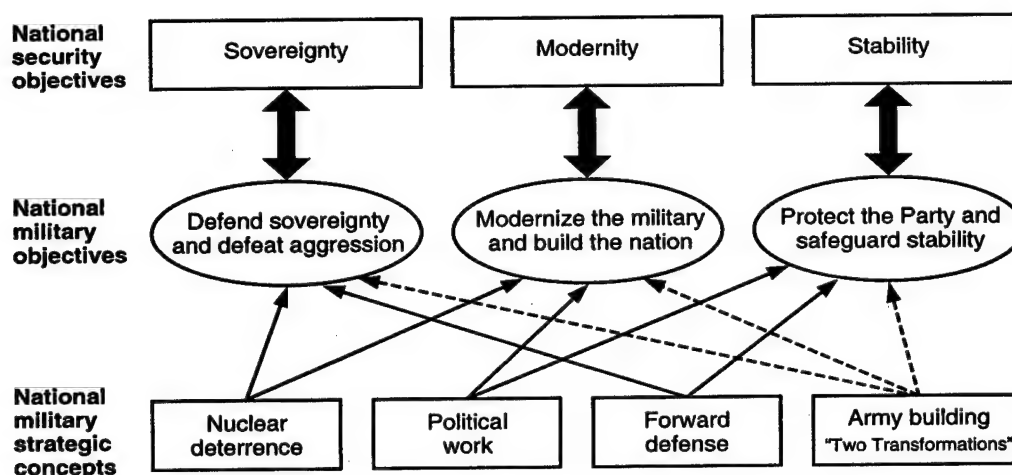 National
security
objectives
Sovereignty
Modernity
Stability
National
military
objectives
Defend sovereignty
and defeat aggression
Modernize the military
and build the nation
Protect the Party and
safeguard stability
National
military
strategic
concepts
Nuclear
deterrence
Political
work
Forward
defense
Army building
"Two Transformations"